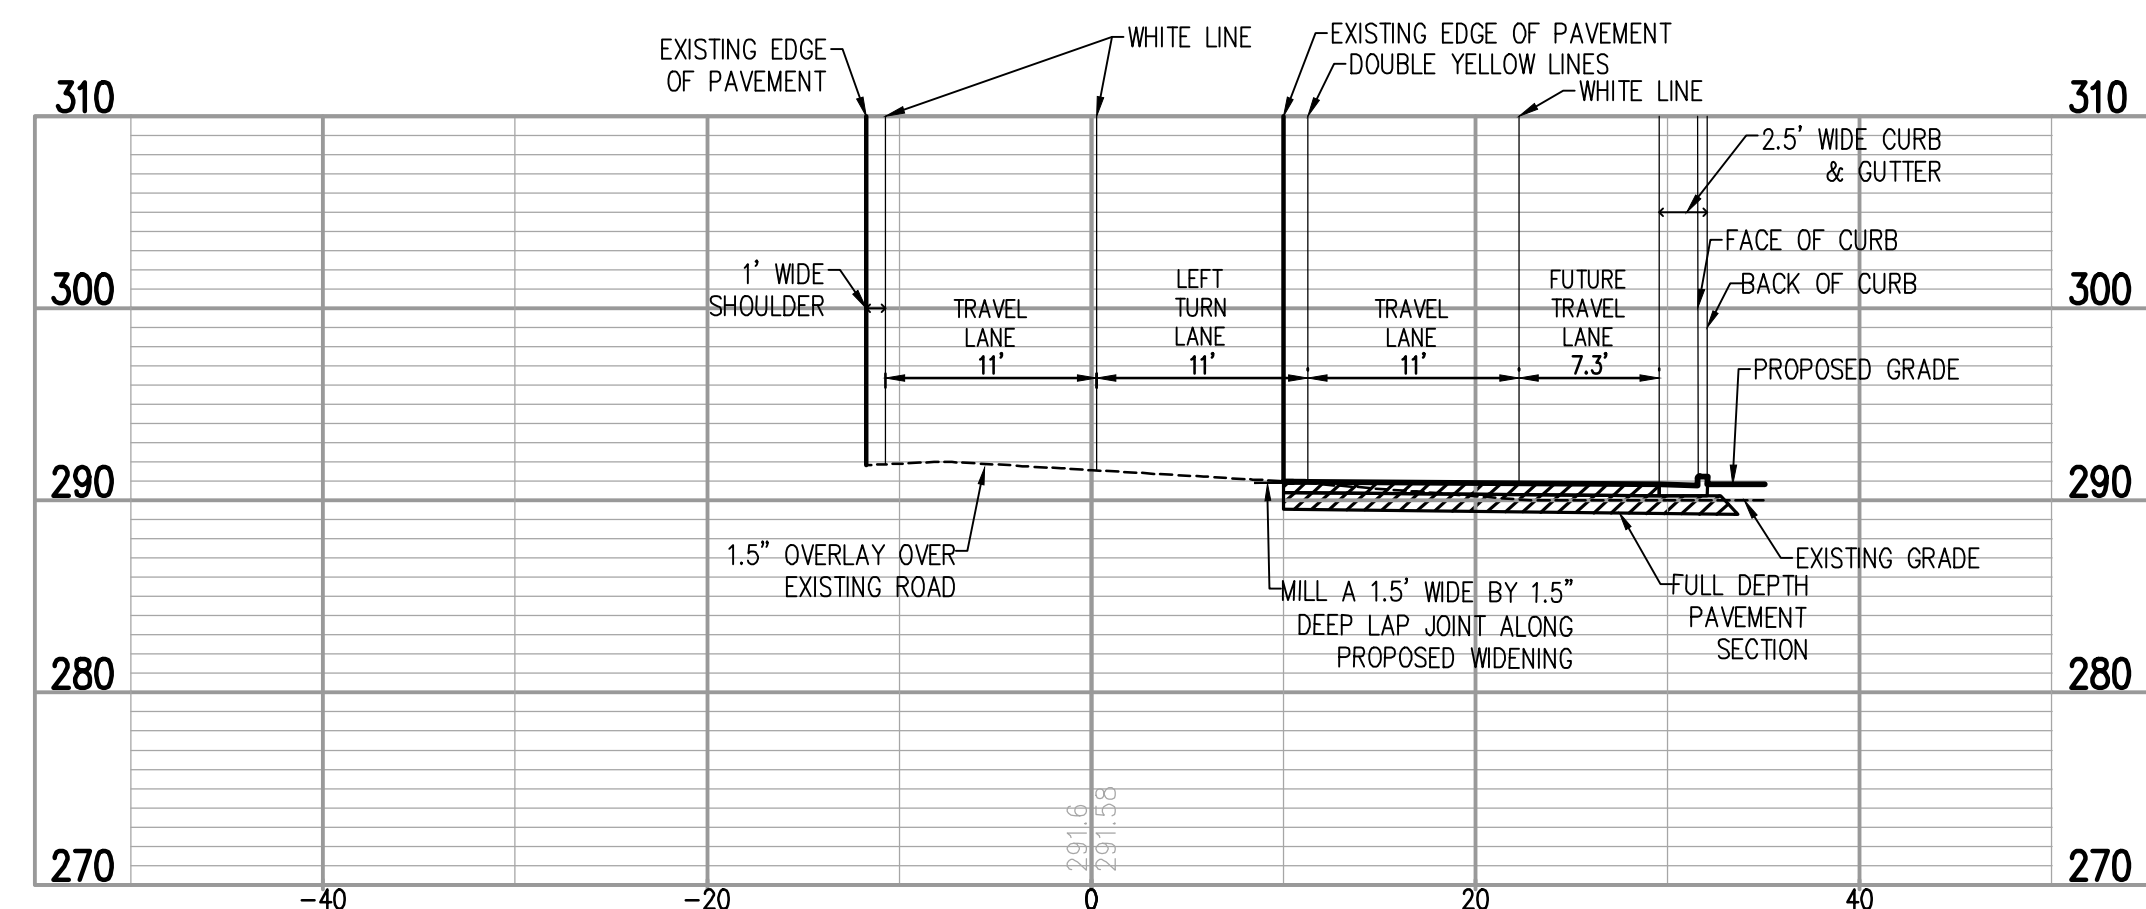 EXISTING EDGE
OF PAVEMENT
WHITE LINE
EXISTING EDGE OF PAVEMENT
DOUBLE YELLOW LINES
WHITE LINE
310
310
2.5' WIDE CURB
& GUTTER
FACE OF CURB
BACK OF CURB
1' WIDE
SHOULDER
300
300
TRAVEL
LANE
11'
LEFT
TURN
LANE
11'
TRAVEL
LANE
11'
FUTURE
TRAVEL
LANE
7.3'
PROPOSED GRADE
290
290
1.5" OVERLAY OVER
EXISTING ROAD
MILL A 1.5' WIDE BY 1.5"
DEEP LAP JOINT ALONG
PROPOSED WIDENING
EXISTING GRADE
FULL DEPTH
PAVEMENT
SECTION
280
280
291.6
291.58
270
270
-40
-20
0
20
40